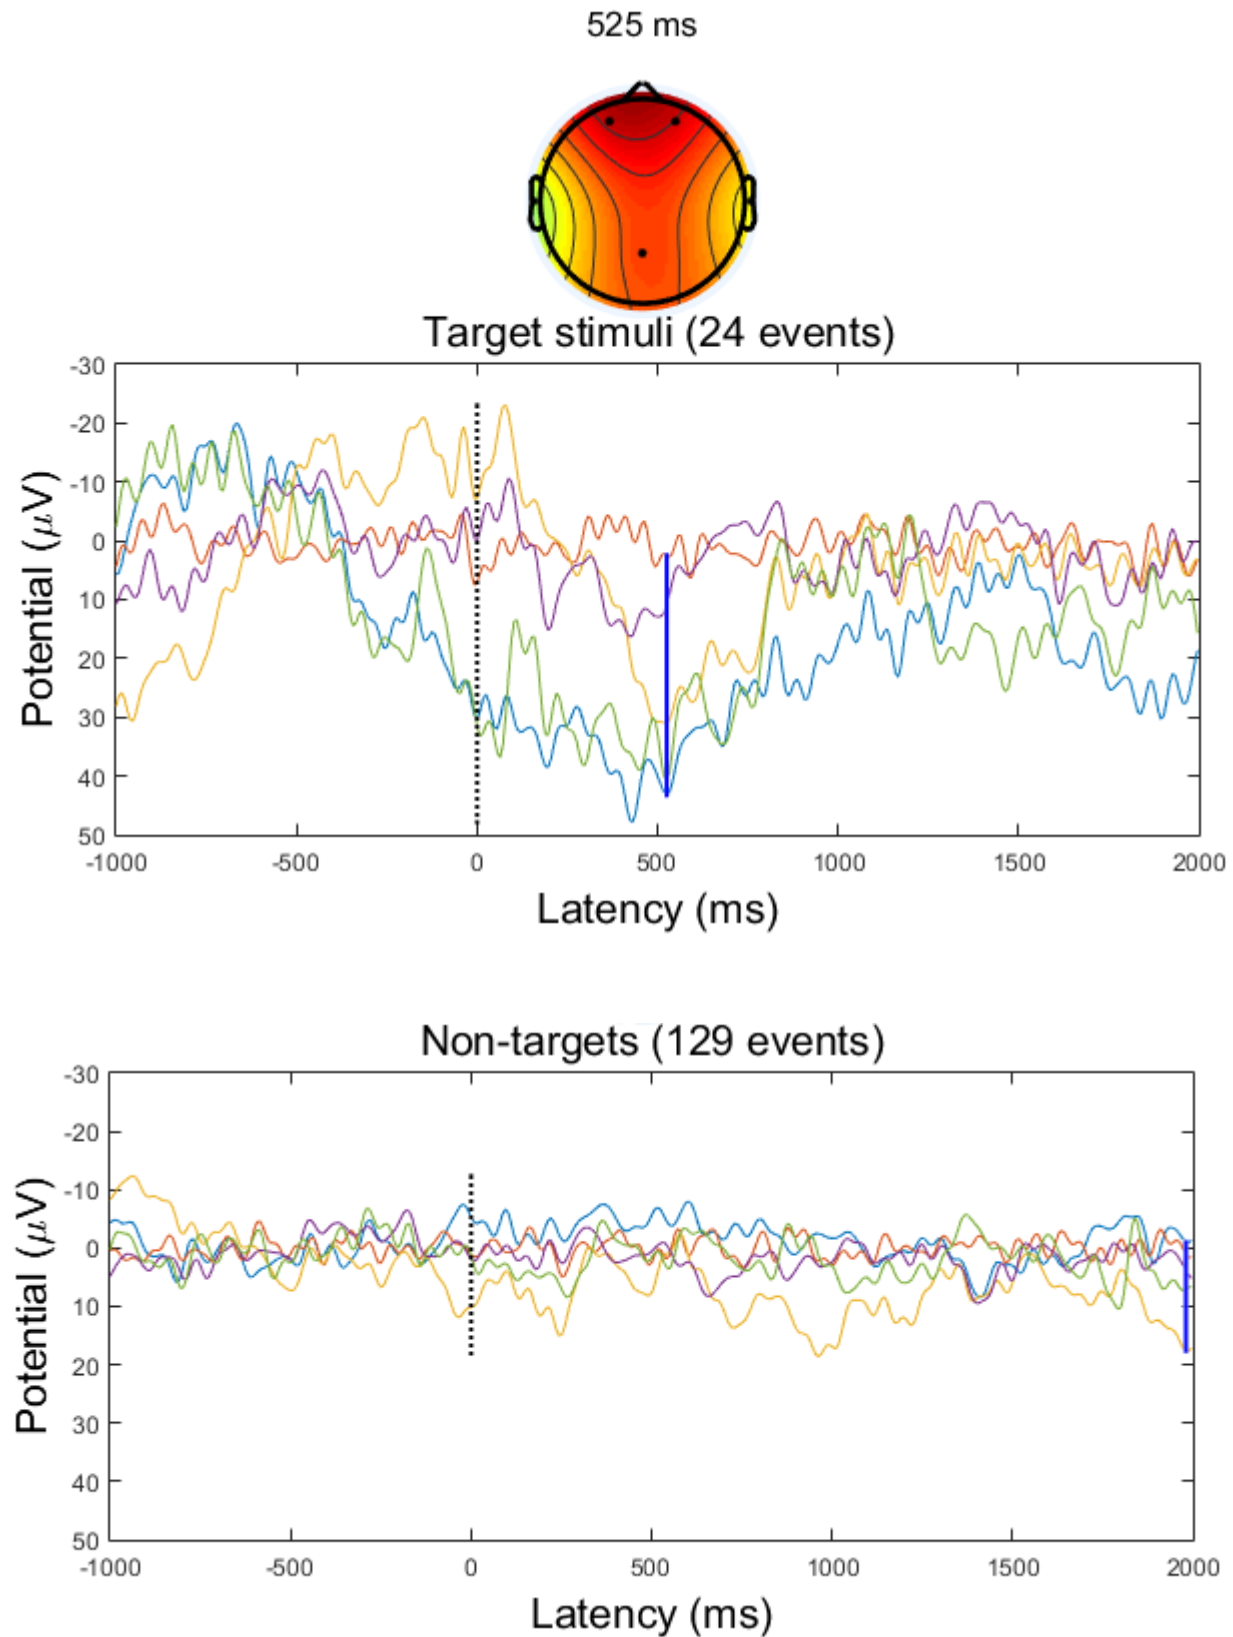 525 ms
Target stimuli (24 events)
-30
-20
-10
0
10
20
30
40
50
Potential (μV)
-1000 -500 0 500 1000 1500 2000
Latency (ms)
Non-targets (129 events)
-30
-20
-10
0
10
20
30
40
50
Potential (μV)
-1000 -500 0 500 1000 1500 2000
Latency (ms)